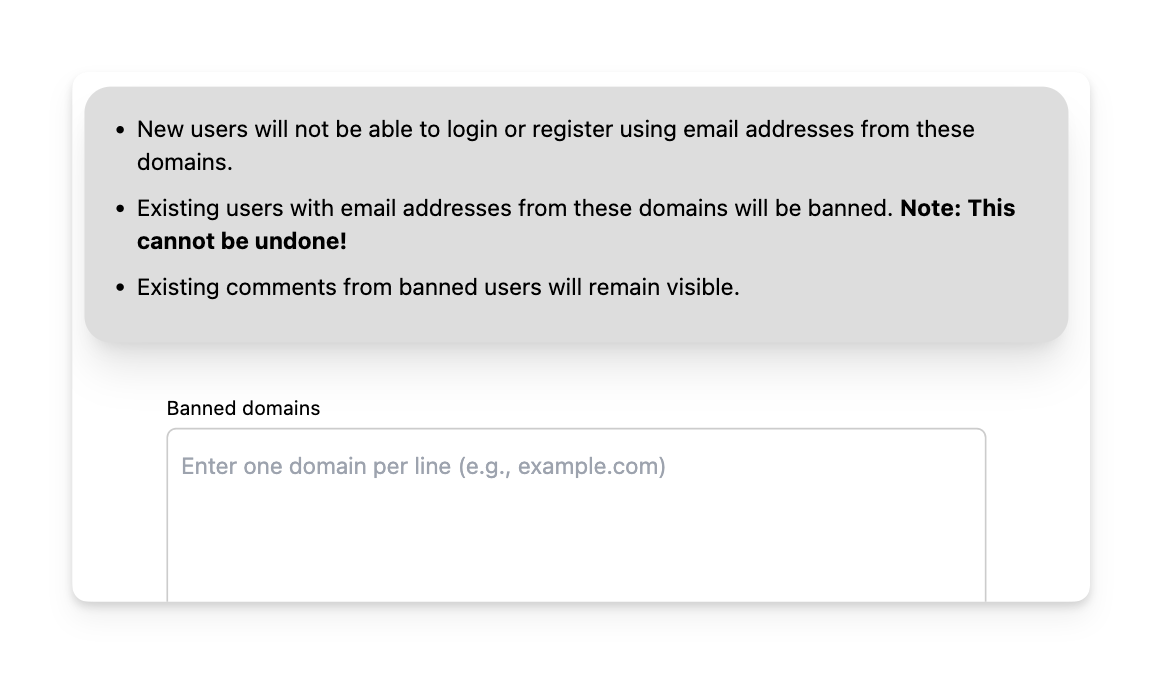 • New users will not be able to login or register using email addresses from these
domains.
• Existing users with email addresses from these domains will be banned. Note: This
cannot be undone!
• Existing comments from banned users will remain visible.
Banned domains
Enter one domain per line (e.g., example.com)